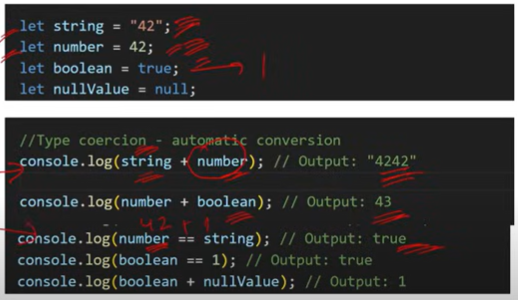 let string = "42";
let number = 42;
let boolean = true; 1
let nullValue = null;
//Type coercion - automatic conversion
console.log(string + number); // Output: "4242"
console.log(number + boolean); // Output: 43
42 + 1
console.log(number == string); // Output: true
console.log(boolean == 1); // Output: true
console.log(boolean + nullValue); // Output: 1